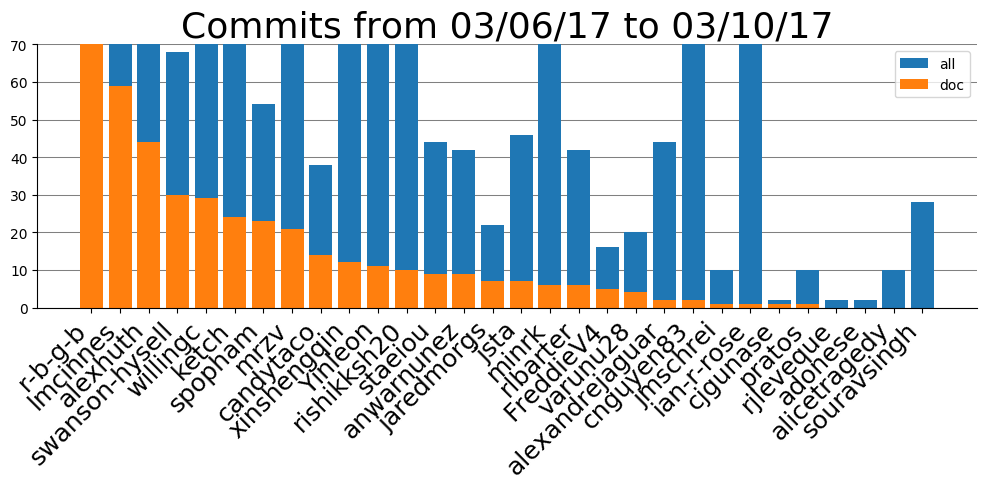 Commits from 03/06/17 to 03/10/17
70
60
50
40
30
20
10
0
all
doc
r-b-g-b
lmcinnes
alexhuth
swanson-hysell
willingc
ketch
spopham
mrzv
candytaco
xinshengqin
Yinleon
rishikksh20
staeiou
anwarnunez
jaredmorgs
jsta
minrk
rlbarter
FreddieV4
varunu28
alexandrejaguar
cnguyen83
jmschrei
ian-r-rose
cjgunase
pratos
rjleveque
adonese
alicetragedy
souravsingh